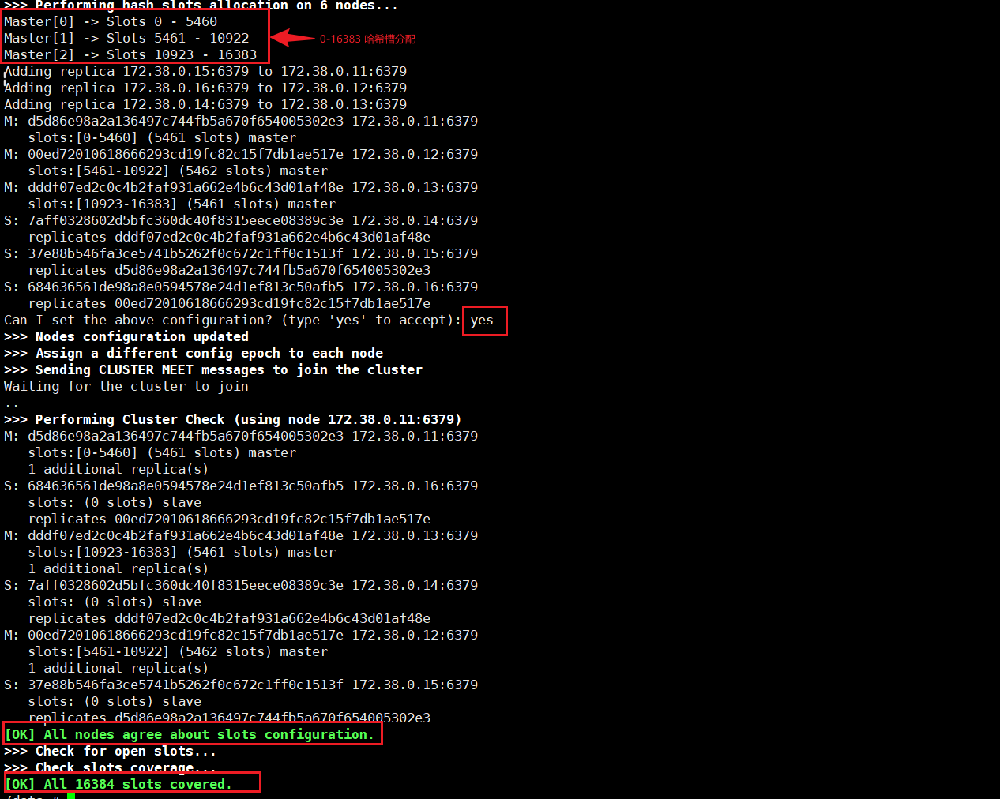 >>> Performing hash slots allocation on 6 nodes...
Master[0] -> Slots 0 - 5460
Master[1] -> Slots 5461 - 10922
0-16383 哈希槽分配
Master[2] -> Slots 10923 - 16383
Adding replica 172.38.0.15:6379 to 172.38.0.11:6379
Adding replica 172.38.0.16:6379 to 172.38.0.12:6379
Adding replica 172.38.0.14:6379 to 172.38.0.13:6379
M: d5d86e98a2a136497c744fb5a670f654005302e3 172.38.0.11:6379
slots:[0-5460] (5461 slots) master
M: 00ed72010618666293cd19fc82c15f7db1ae517e 172.38.0.12:6379
slots:[5461-10922] (5462 slots) master
M: dddf07ed2c0c4b2faf931a662e4b6c43d01af48e 172.38.0.13:6379
slots:[10923-16383] (5461 slots) master
S: 7aff0328602d5bfc360dc40f8315eece08389c3e 172.38.0.14:6379
replicates dddf07ed2c0c4b2faf931a662e4b6c43d01af48e
S: 37e88b546fa3ce5741b5262f0c672c1ff0c1513f 172.38.0.15:6379
replicates d5d86e98a2a136497c744fb5a670f654005302e3
S: 684636561de98a8e0594578e24d1ef813c50afb5 172.38.0.16:6379
replicates 00ed72010618666293cd19fc82c15f7db1ae517e
Can I set the above configuration? (type 'yes' to accept): yes
>>> Nodes configuration updated
>>> Assign a different config epoch to each node
>>> Sending CLUSTER MEET messages to join the cluster
Waiting for the cluster to join
..
>>> Performing Cluster Check (using node 172.38.0.11:6379)
M: d5d86e98a2a136497c744fb5a670f654005302e3 172.38.0.11:6379
slots:[0-5460] (5461 slots) master
1 additional replica(s)
S: 684636561de98a8e0594578e24d1ef813c50afb5 172.38.0.16:6379
slots: (0 slots) slave
replicates 00ed72010618666293cd19fc82c15f7db1ae517e
M: dddf07ed2c0c4b2faf931a662e4b6c43d01af48e 172.38.0.13:6379
slots:[10923-16383] (5461 slots) master
1 additional replica(s)
S: 7aff0328602d5bfc360dc40f8315eece08389c3e 172.38.0.14:6379
slots: (0 slots) slave
replicates dddf07ed2c0c4b2faf931a662e4b6c43d01af48e
M: 00ed72010618666293cd19fc82c15f7db1ae517e 172.38.0.12:6379
slots:[5461-10922] (5462 slots) master
1 additional replica(s)
S: 37e88b546fa3ce5741b5262f0c672c1ff0c1513f 172.38.0.15:6379
slots: (0 slots) slave
replicates d5d86e98a2a136497c744fb5a670f654005302e3
[OK] All nodes agree about slots configuration.
>>> Check for open slots...
>>> Check slots coverage...
[OK] All 16384 slots covered.
/data #